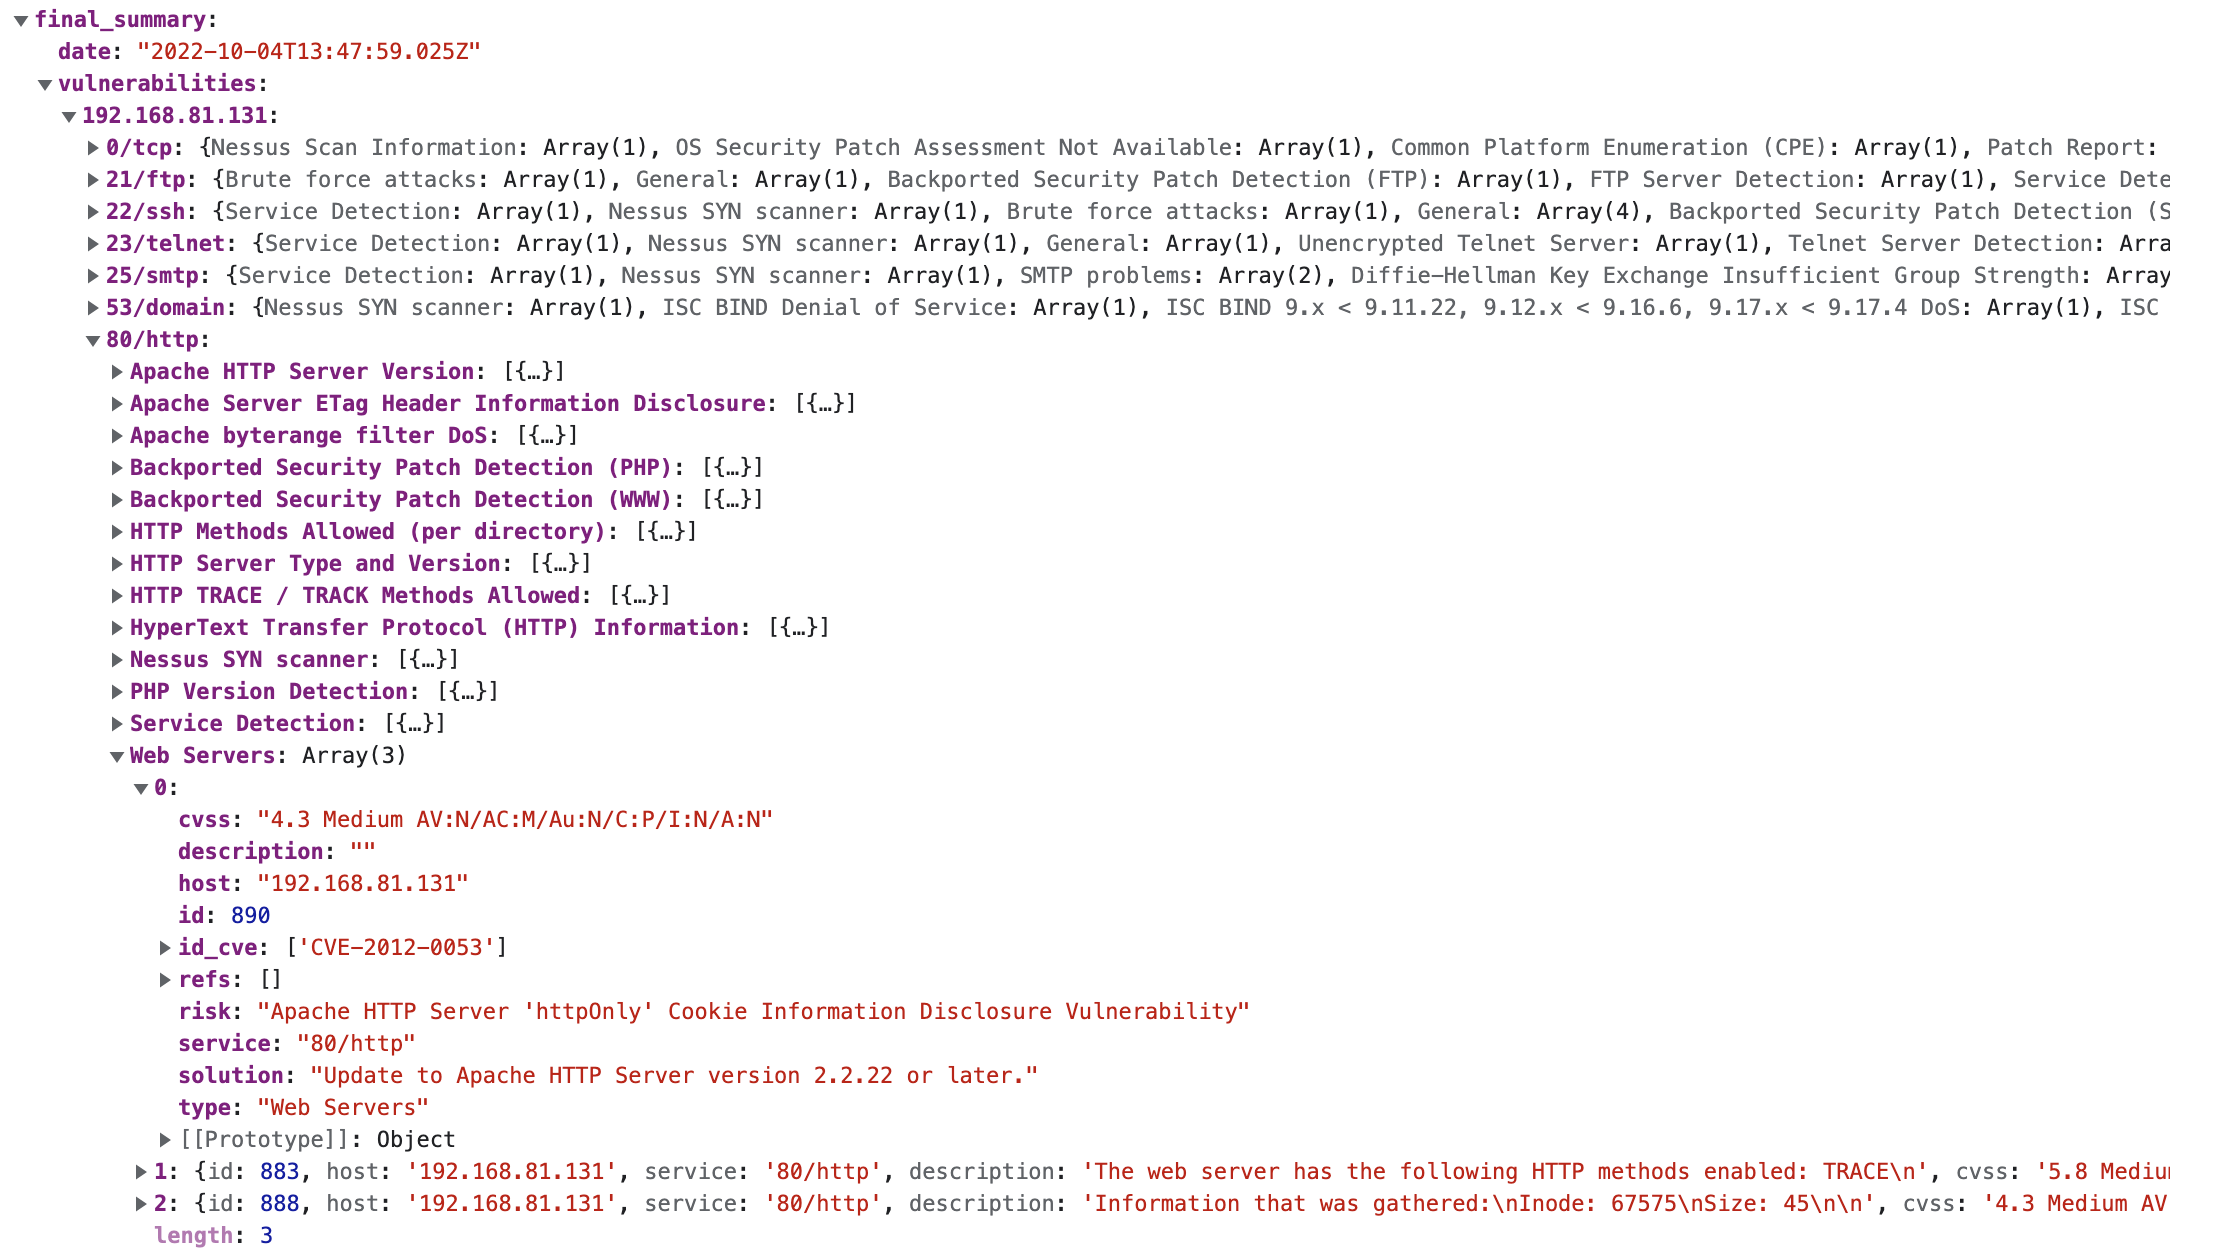 final_summary:
date: "2022-10-04T13:47:59.025Z"
vulnerabilities:
192.168.81.131:
0/tcp: {Nessus Scan Information: Array(1), OS Security Patch Assessment Not Available: Array(1), Common Platform Enumeration (CPE): Array(1), Patch Report:
21/ftp: {Brute force attacks: Array(1), General: Array(1), Backported Security Patch Detection (FTP): Array(1), FTP Server Detection: Array(1), Service Dete
22/ssh: {Service Detection: Array(1), Nessus SYN scanner: Array(1), Brute force attacks: Array(1), General: Array(4), Backported Security Patch Detection (S
23/telnet: {Service Detection: Array(1), Nessus SYN scanner: Array(1), General: Array(1), Unencrypted Telnet Server: Array(1), Telnet Server Detection: Arra
25/smtp: {Service Detection: Array(1), Nessus SYN scanner: Array(1), SMTP problems: Array(2), Diffie-Hellman Key Exchange Insufficient Group Strength: Array
53/domain: {Nessus SYN scanner: Array(1), ISC BIND Denial of Service: Array(1), ISC BIND 9.x < 9.11.22, 9.12.x < 9.16.6, 9.17.x < 9.17.4 DoS: Array(1), ISC
80/http:
Apache HTTP Server Version: [{…}]
Apache Server ETag Header Information Disclosure: [{…}]
Apache byterange filter DoS: [{…}]
Backported Security Patch Detection (PHP): [{…}]
Backported Security Patch Detection (WWW): [{…}]
HTTP Methods Allowed (per directory): [{…}]
HTTP Server Type and Version: [{…}]
HTTP TRACE / TRACK Methods Allowed: [{…}]
HyperText Transfer Protocol (HTTP) Information: [{…}]
Nessus SYN scanner: [{…}]
PHP Version Detection: [{…}]
Service Detection: [{…}]
Web Servers: Array(3)
0:
cvss: "4.3 Medium AV:N/AC:M/Au:N/C:P/I:N/A:N"
description: ""
host: "192.168.81.131"
id: 890
id_cve: ['CVE-2012-0053']
refs: []
risk: "Apache HTTP Server 'httpOnly' Cookie Information Disclosure Vulnerability"
service: "80/http"
solution: "Update to Apache HTTP Server version 2.2.22 or later."
type: "Web Servers"
[[Prototype]]: Object
1: {id: 883, host: '192.168.81.131', service: '80/http', description: 'The web server has the following HTTP methods enabled: TRACE\n', cvss: '5.8 Mediu
2: {id: 888, host: '192.168.81.131', service: '80/http', description: 'Information that was gathered:\nInode: 67575\nSize: 45\n\n', cvss: '4.3 Medium AV
length: 3